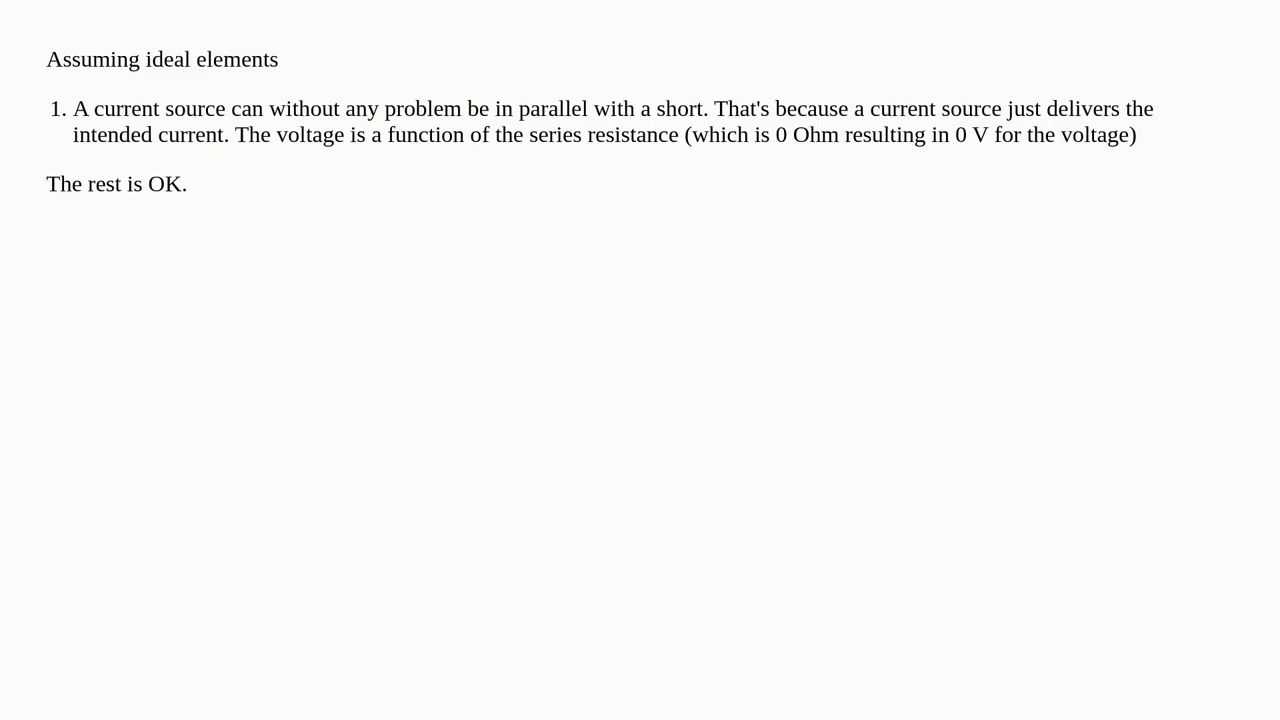 Assuming ideal elements
1. A current source can without any problem be in parallel with a short. That's because a current source just delivers the
intended current. The voltage is a function of the series resistance (which is 0 Ohm resulting in 0 V for the voltage)
The rest is OK.